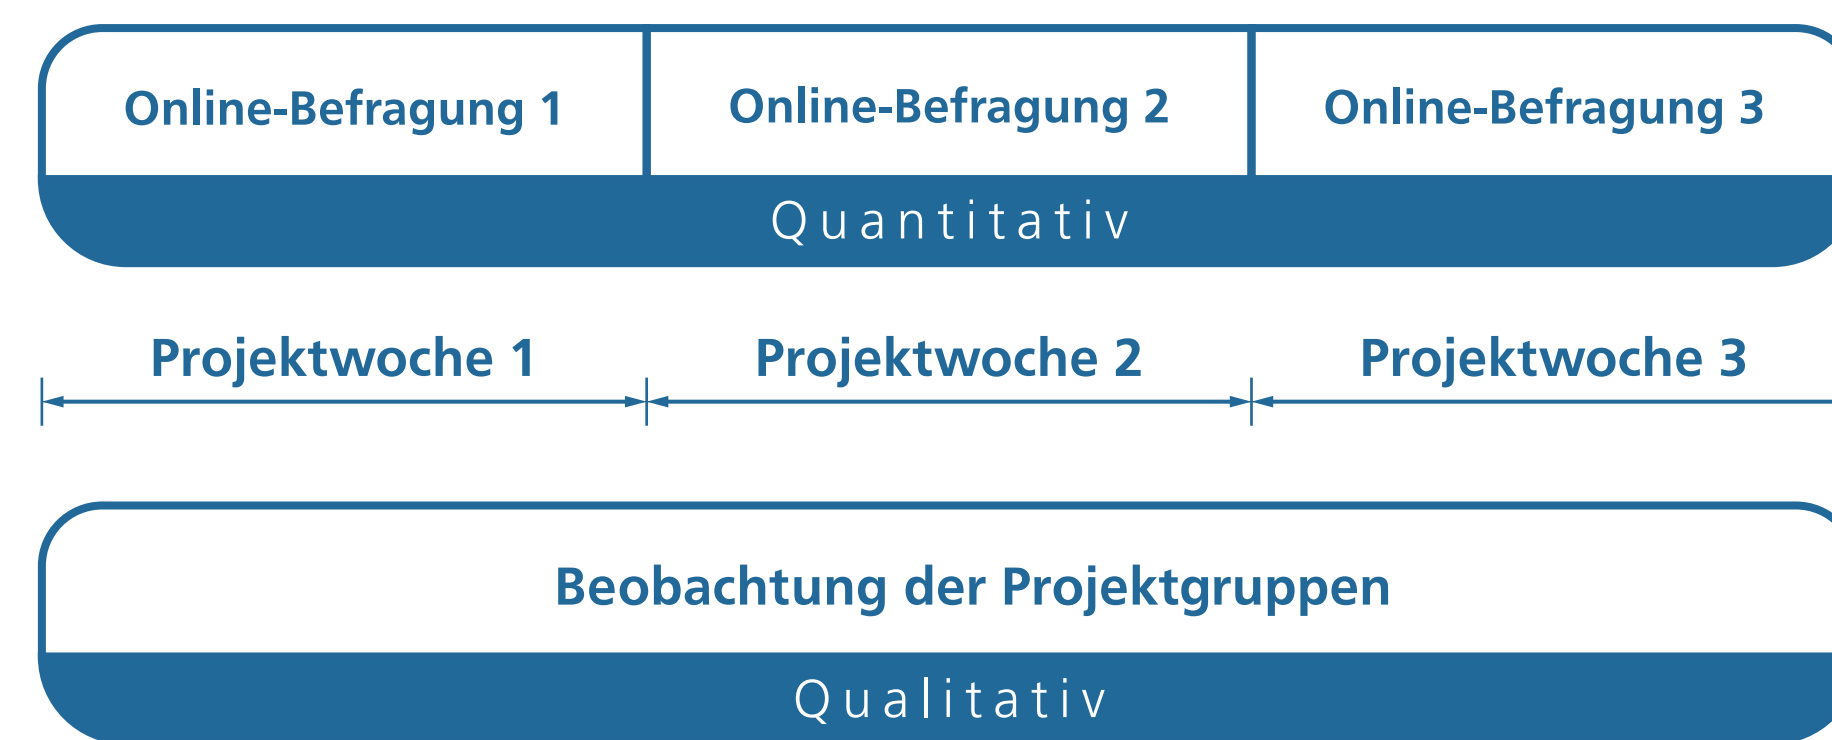 Online-Befragung 1
Online-Befragung 2
Online-Befragung 3
Quantitativ
Projektwoche 1
Projektwoche 2
Projektwoche 3
Beobachtung der Projektgruppen
Qualitativ